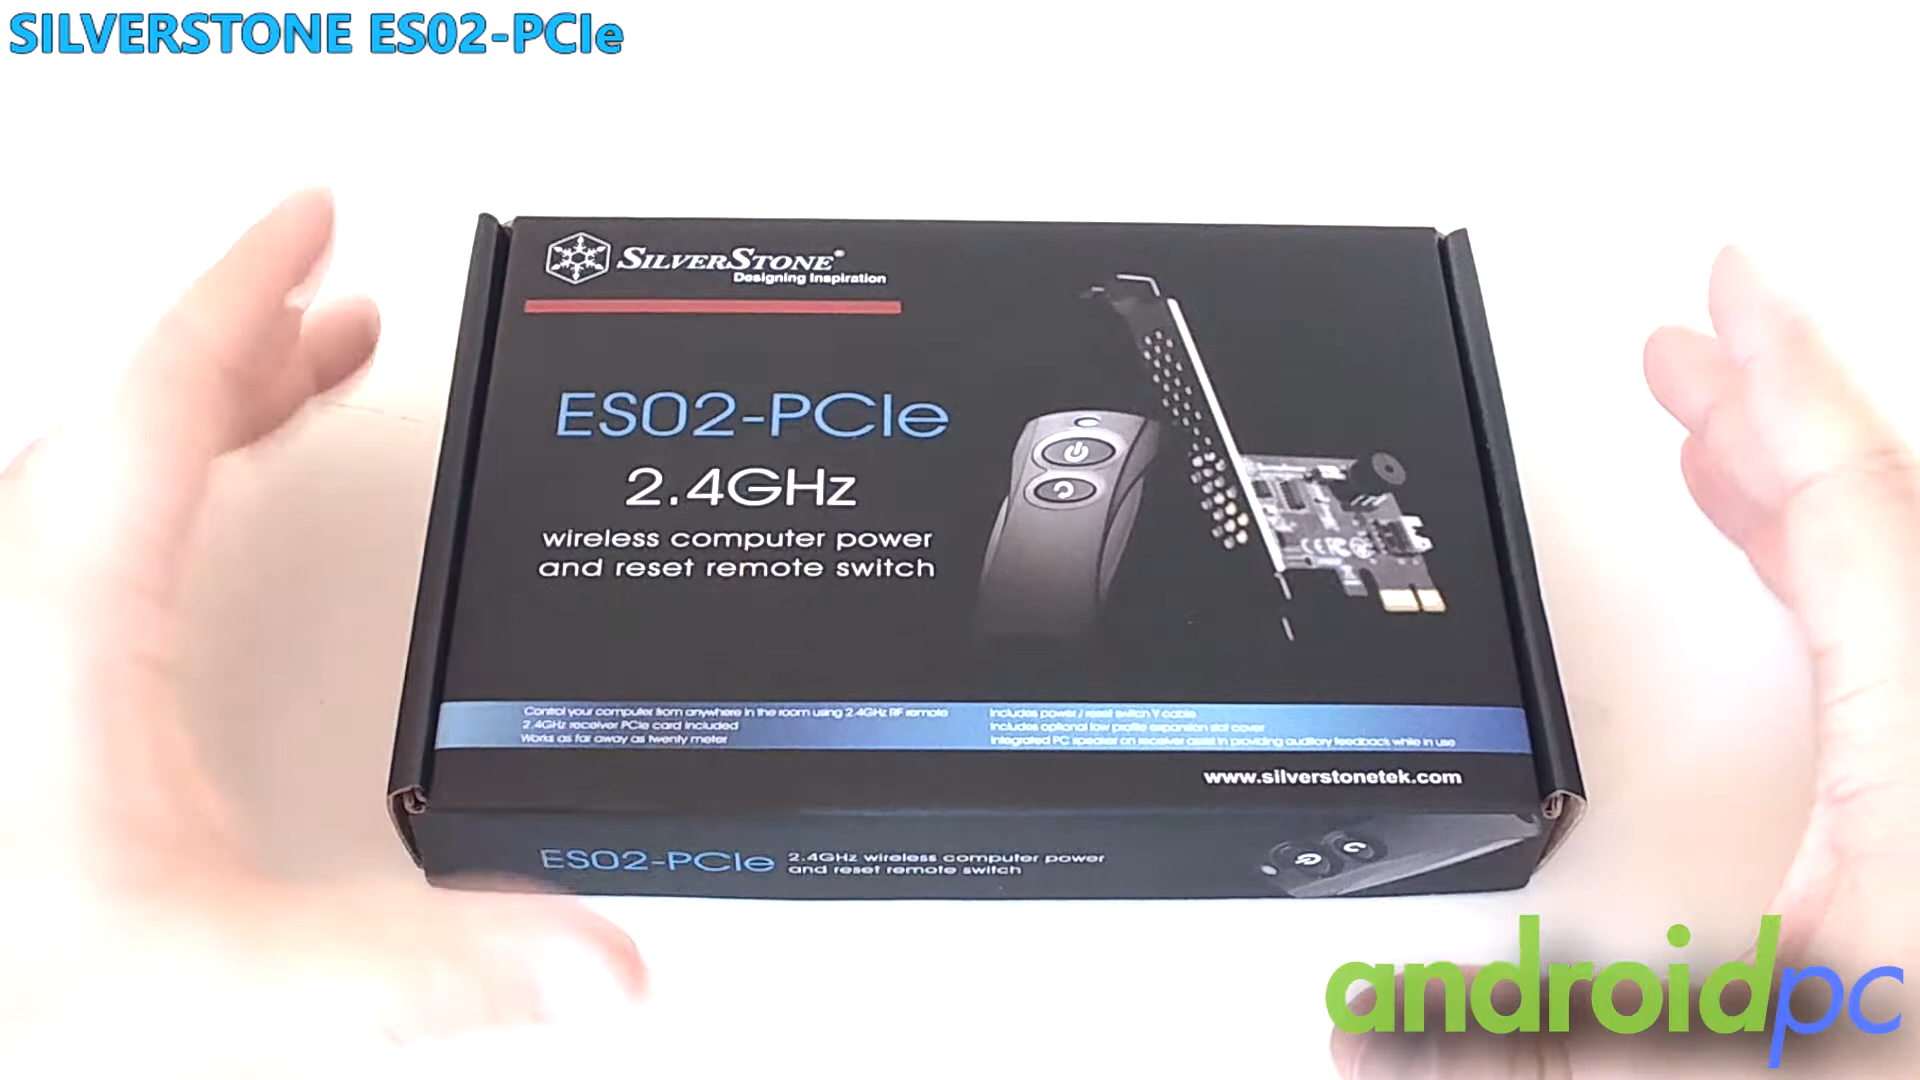 SILVERSTONE ES02-PCIe
SILVERSTONE®
Designing Inspiration
ES02-PCIe
2.4GHz
wireless computer power
and reset remote switch
Control your computer from anywhere in the room using 2.4GHz RF remote
2.4GHz receiver PCIe card included
Works as far away as twenty meter
Includes power / reset switch Y cable
Includes optional low profile expansion slot cover
Integrated PC speaker on receiver assist in providing auditory feedback while in use
www.silverstonetek.com
ES02-PCIe
2.4GHz wireless computer power
and reset remote switch
CE FC
androidpc